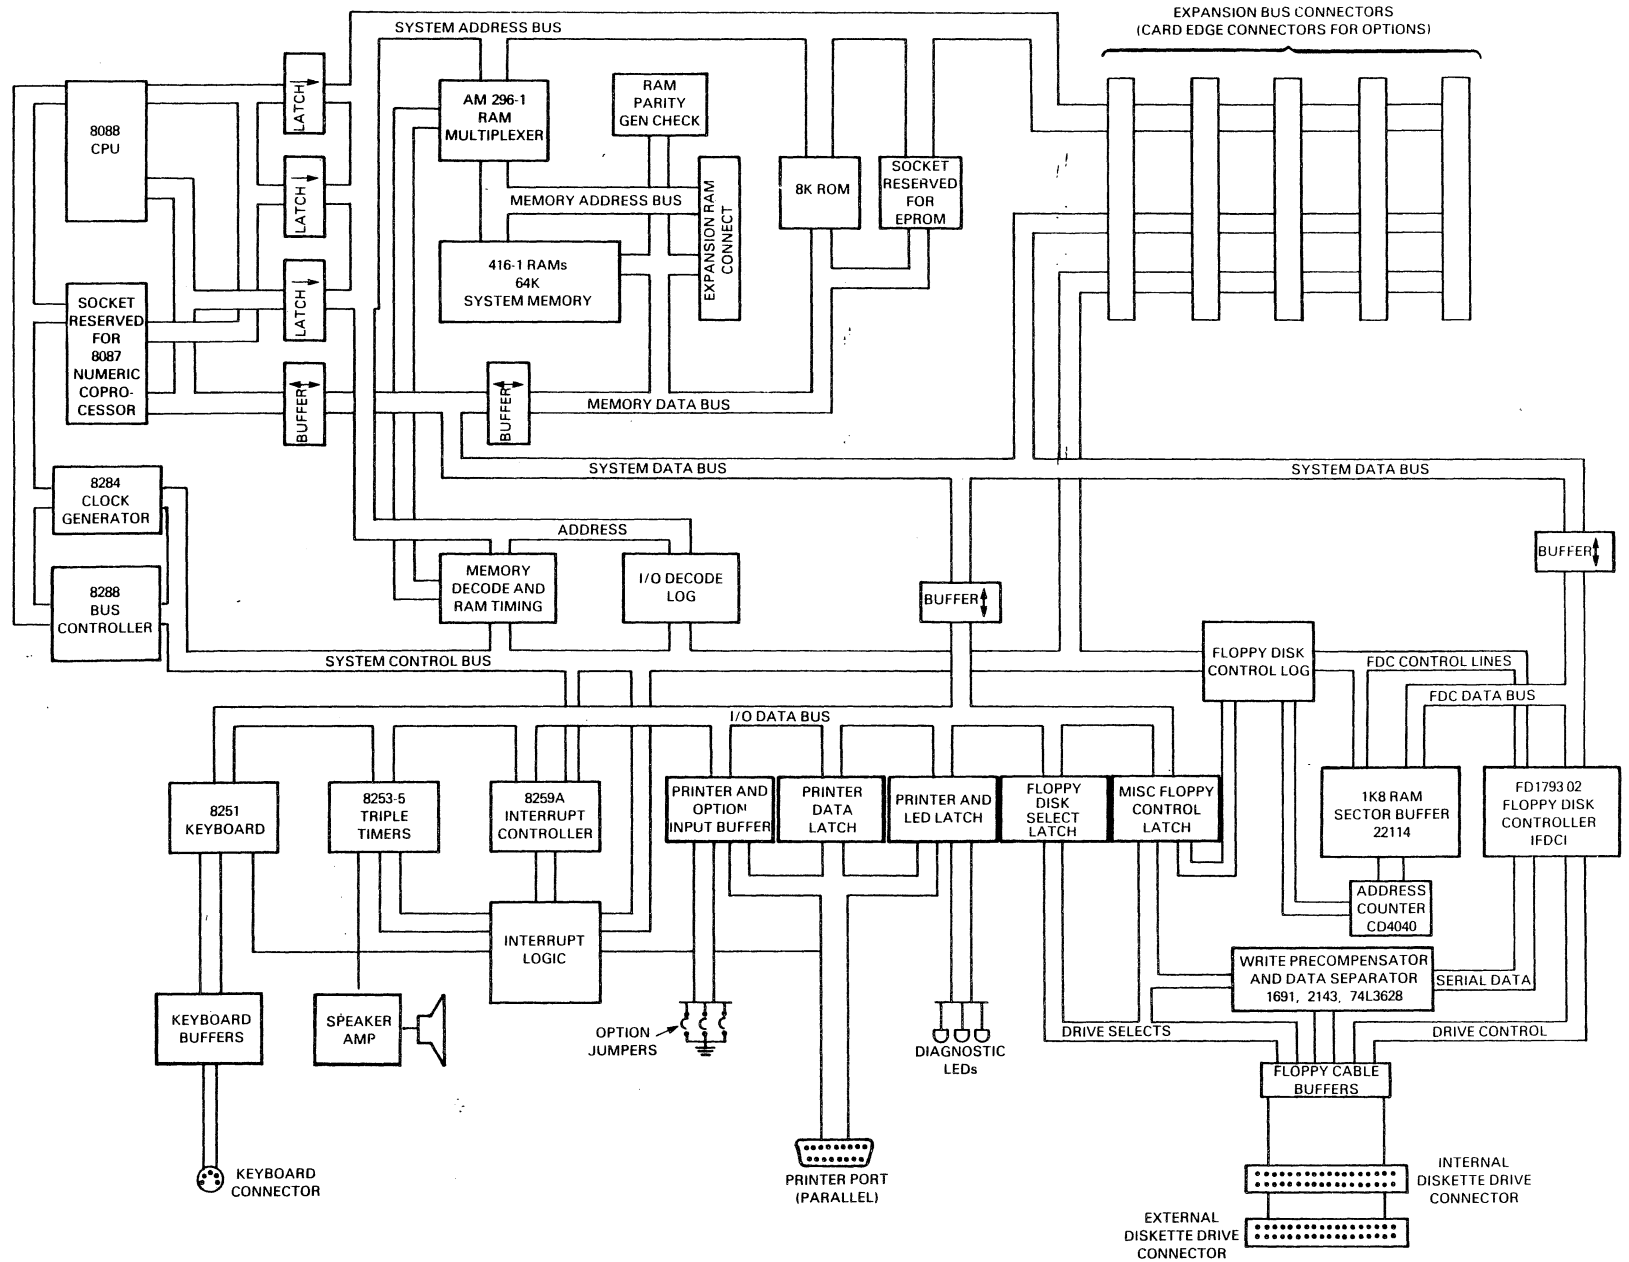 EXPANSION BUS CONNECTORS
(CARD EDGE CONNECTORS FOR OPTIONS)
SYSTEM ADDRESS BUS
8088
CPU
LATCH
LATCH
LATCH
BUFFER
AM 296-1
RAM
MULTIPLEXER
RAM
PARITY
GEN CHECK
MEMORY ADDRESS BUS
EXPANSION RAM
CONNECT
8K ROM
SOCKET
RESERVED
FOR
EPROM
416-1 RAMs
64K
SYSTEM MEMORY
SOCKET
RESERVED
FOR
8087
NUMERIC
COPRO-
CESSOR
BUFFER
MEMORY DATA BUS
SYSTEM DATA BUS
SYSTEM DATA BUS
8284
CLOCK
GENERATOR
8288
BUS
CONTROLLER
ADDRESS
MEMORY
DECODE AND
RAM TIMING
I/O DECODE
LOG
BUFFER
BUFFER
SYSTEM CONTROL BUS
FLOPPY DISK
CONTROL LOG
FDC CONTROL LINES
FDC DATA BUS
I/O DATA BUS
8251
KEYBOARD
8253-5
TRIPLE
TIMERS
8259A
INTERRUPT
CONTROLLER
PRINTER AND
OPTION
INPUT BUFFER
PRINTER
DATA
LATCH
PRINTER AND
LED LATCH
FLOPPY
DISK
SELECT
LATCH
MISC FLOPPY
CONTROL
LATCH
1K8 RAM
SECTOR BUFFER
22114
FD1793 02
FLOPPY DISK
CONTROLLER
IFDCI
ADDRESS
COUNTER
CD4040
INTERRUPT
LOGIC
WRITE PRECOMPENSATOR
AND DATA SEPARATOR
1691, 2143, 74L3628
SERIAL DATA
KEYBOARD
BUFFERS
SPEAKER
AMP
OPTION
JUMPERS
DIAGNOSTIC
LEDs
DRIVE SELECTS
DRIVE CONTROL
FLOPPY CABLE
BUFFERS
KEYBOARD
CONNECTOR
PRINTER PORT
(PARALLEL)
INTERNAL
DISKETTE DRIVE
CONNECTOR
EXTERNAL
DISKETTE DRIVE
CONNECTOR